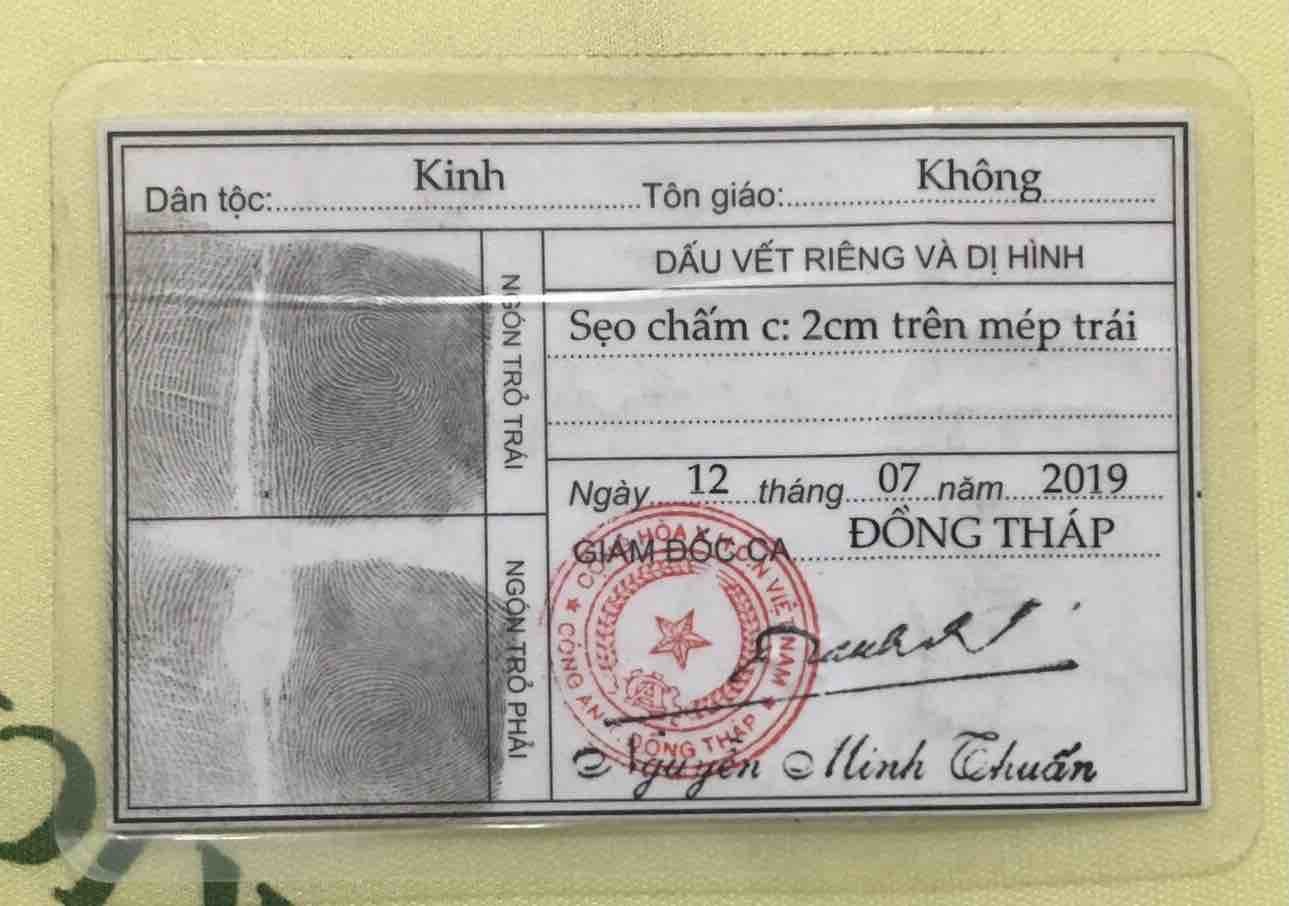 Dân tộc: Kinh Tôn giáo: Không
NGÓN TRỎ TRÁI
DẤU VẾT RIÊNG VÀ DỊ HÌNH
Sẹo chấm c: 2cm trên mép trái
NGÓN TRỎ PHẢI
Ngày 12 tháng 07 năm 2019
GIÁM ĐỐC CA ĐỒNG THÁP
VIỆT NAM
CÔNG AN
ĐỒNG THÁP
Nguyễn Minh Thuấn